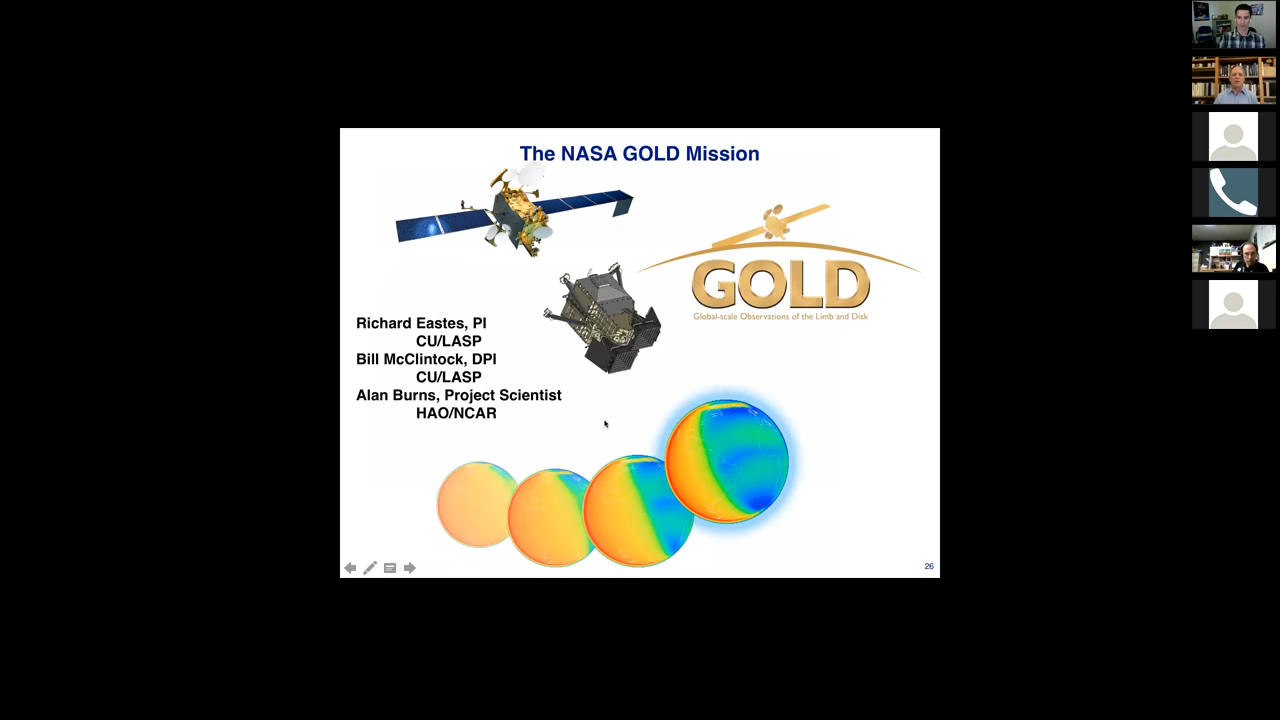 The NASA GOLD Mission
GOLD
Global-scale Observations of the Limb and Disk
Richard Eastes, PI
CU/LASP
Bill McClintock, DPI
CU/LASP
Alan Burns, Project Scientist
HAO/NCAR
26